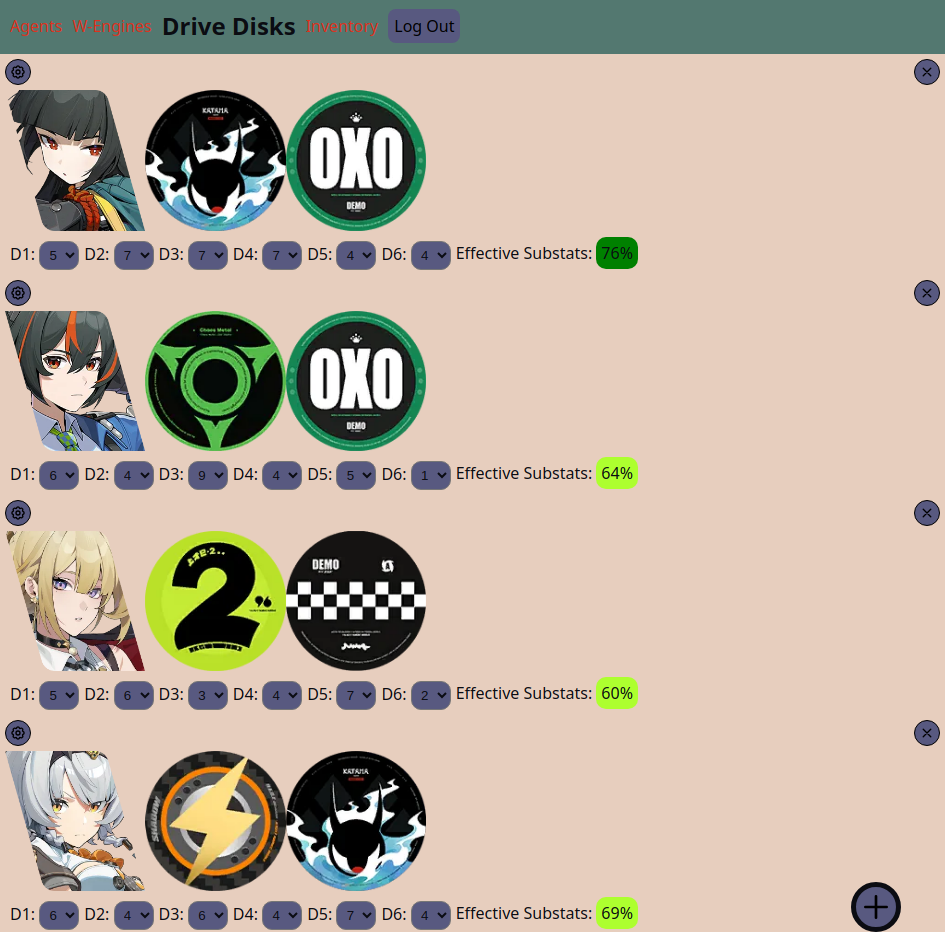 Agents W-Engines Drive Disks Inventory Log Out
KATANA
OXO
DEMO
D1: 5 D2: 7 D3: 7 D4: 7 D5: 4 D6: 4 Effective Substats: 76%
Chaos Metal
OXO
DEMO
D1: 6 D2: 4 D3: 9 D4: 4 D5: 5 D6: 1 Effective Substats: 64%
2
96
DEMO
D1: 5 D2: 6 D3: 3 D4: 4 D5: 7 D6: 2 Effective Substats: 60%
SHADOW
KATANA
D1: 6 D2: 4 D3: 6 D4: 4 D5: 7 D6: 4 Effective Substats: 69%